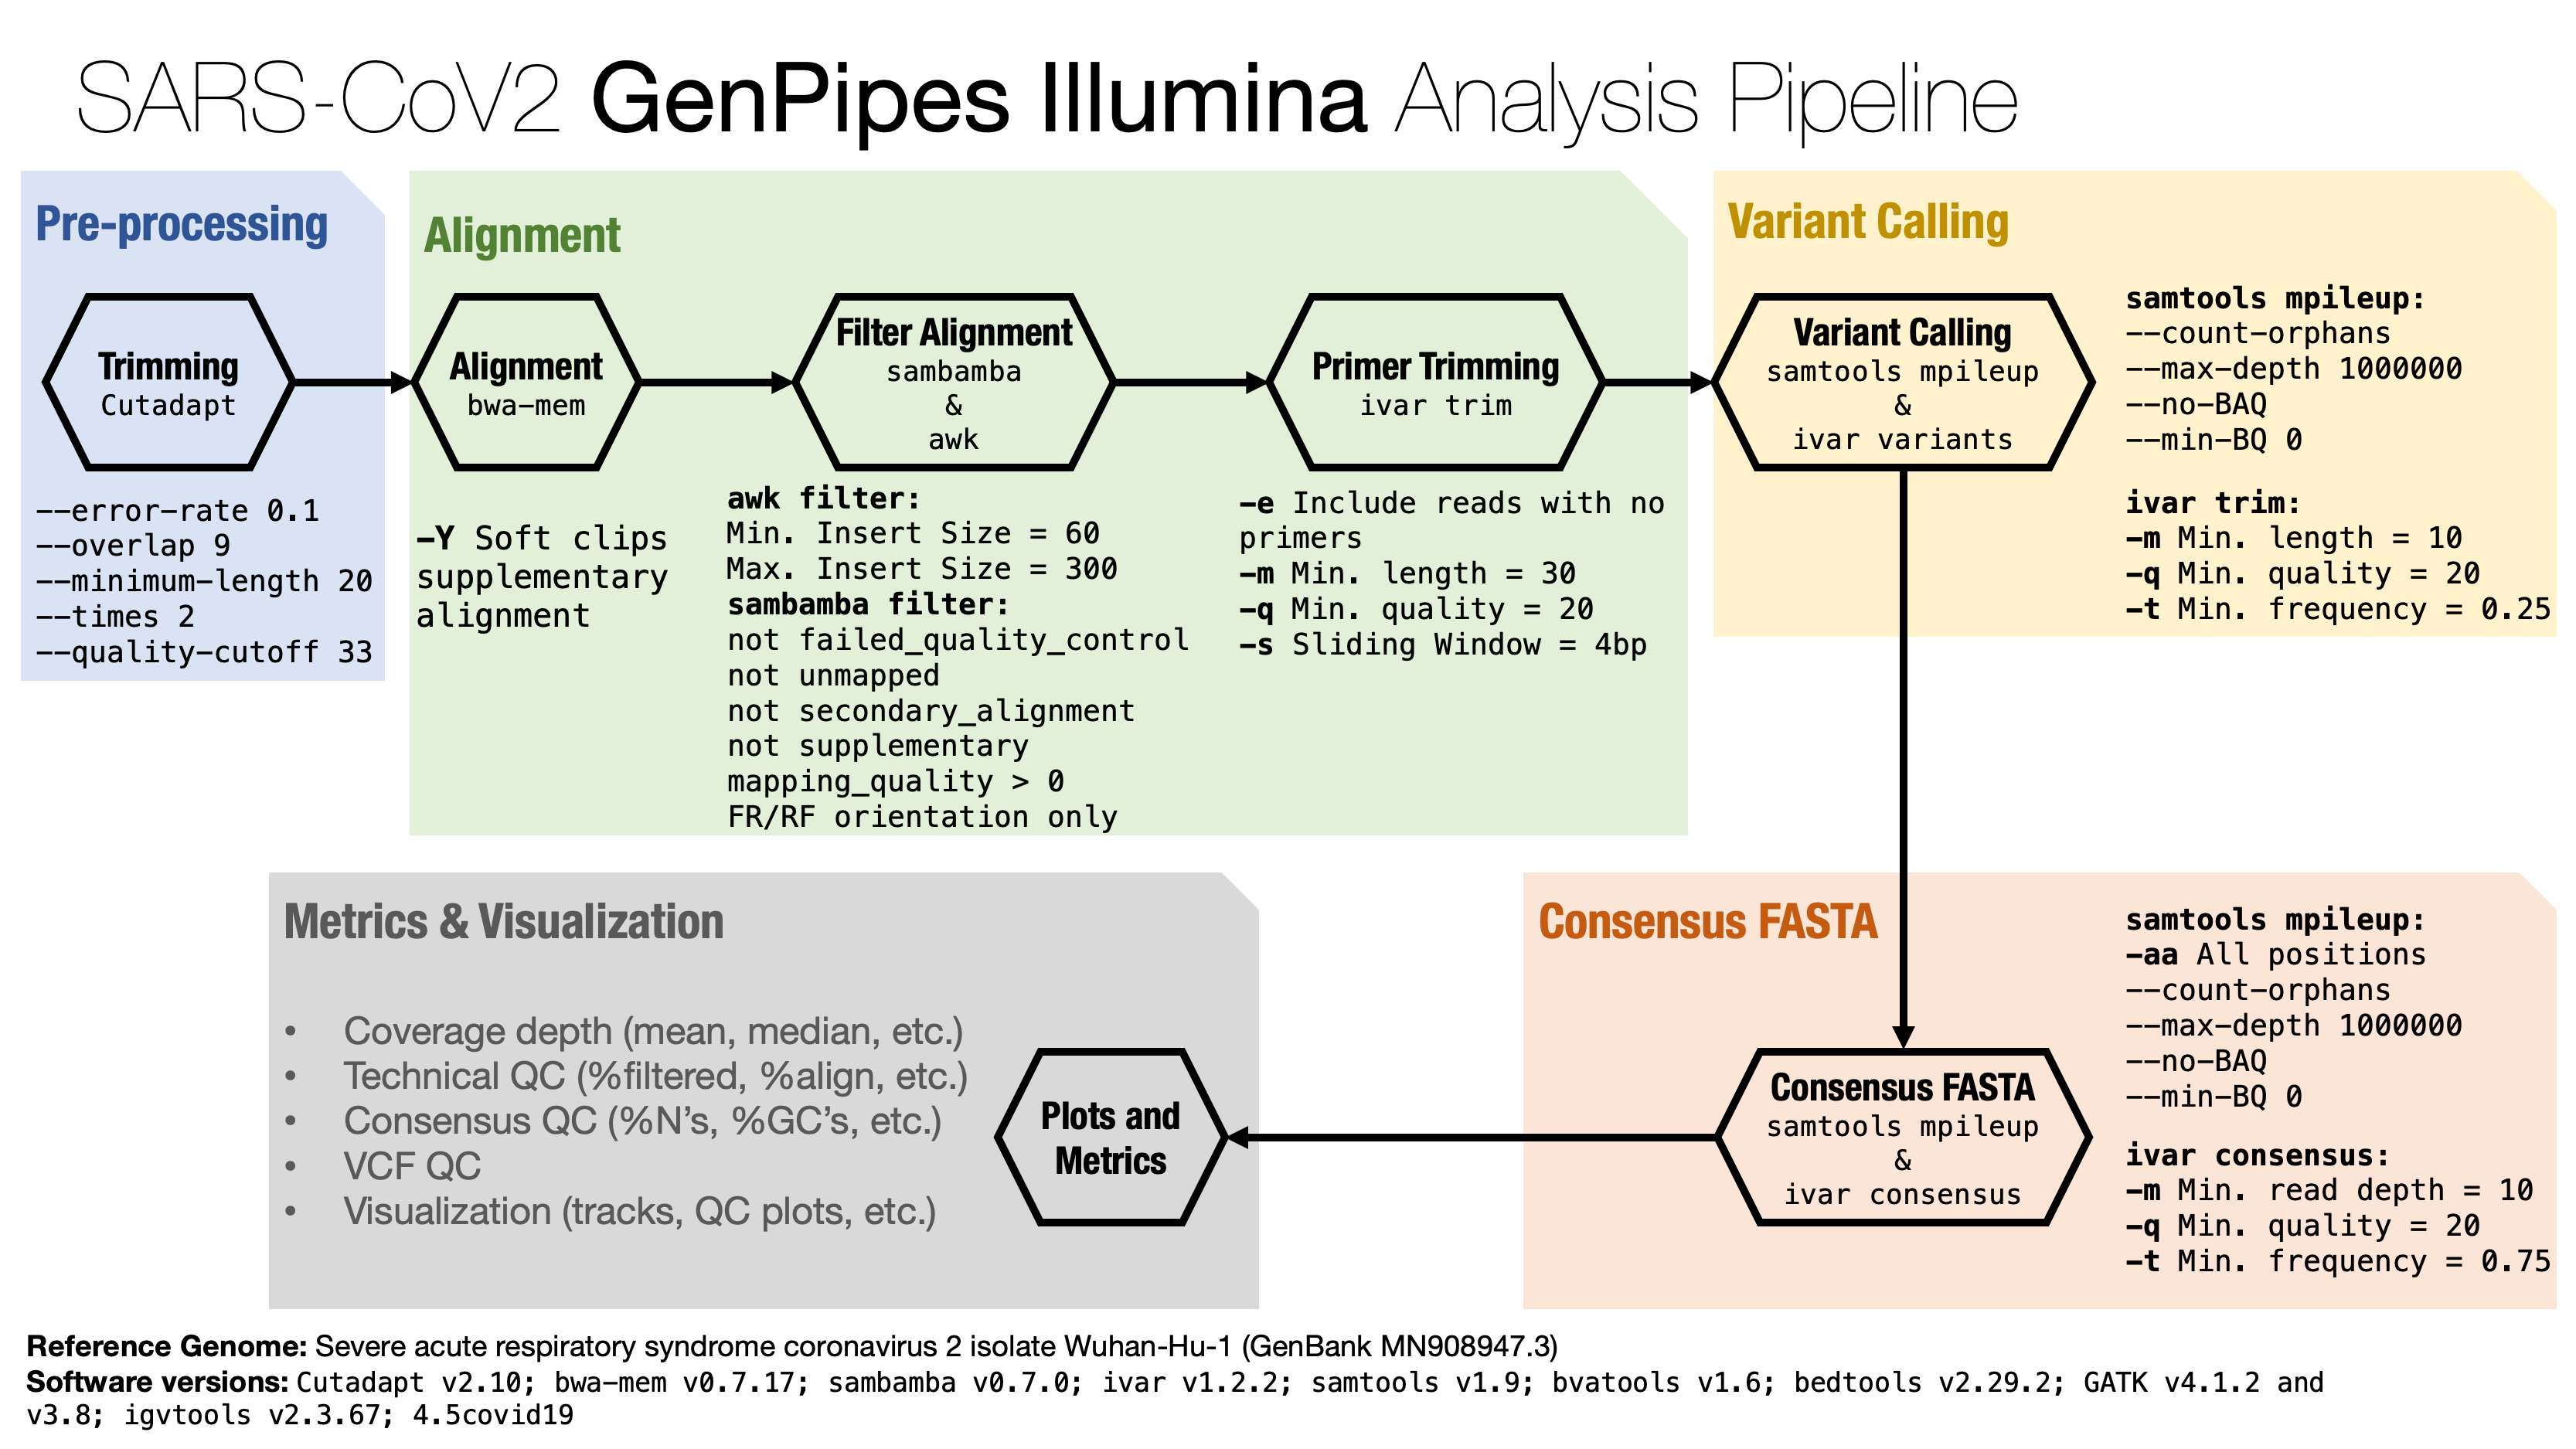 SARS-CoV2 GenPipes Illumina Analysis Pipeline
Pre-processing
Trimming
Cutadapt
--error-rate 0.1
--overlap 9
--minimum-length 20
--times 2
--quality-cutoff 33
Alignment
Alignment
bwa-mem
-Y Soft clips
supplementary
alignment
Filter Alignment
sambamba
&
awk
awk filter:
Min. Insert Size = 60
Max. Insert Size = 300
sambamba filter:
not failed_quality_control
not unmapped
not secondary_alignment
not supplementary
mapping_quality > 0
FR/RF orientation only
Primer Trimming
ivar trim
-e Include reads with no
primers
-m Min. length = 30
-q Min. quality = 20
-s Sliding Window = 4bp
Variant Calling
Variant Calling
samtools mpileup
&
ivar variants
samtools mpileup:
--count-orphans
--max-depth 1000000
--no-BAQ
--min-BQ 0
ivar trim:
-m Min. length = 10
-q Min. quality = 20
-t Min. frequency = 0.25
Metrics & Visualization
• Coverage depth (mean, median, etc.)
• Technical QC (%filtered, %align, etc.)
• Consensus QC (%N’s, %GC’s, etc.)
• VCF QC
• Visualization (tracks, QC plots, etc.)
Plots and
Metrics
Consensus FASTA
Consensus FASTA
samtools mpileup
&
ivar consensus
samtools mpileup:
-aa All positions
--count-orphans
--max-depth 1000000
--no-BAQ
--min-BQ 0
ivar consensus:
-m Min. read depth = 10
-q Min. quality = 20
-t Min. frequency = 0.75
Reference Genome: Severe acute respiratory syndrome coronavirus 2 isolate Wuhan-Hu-1 (GenBank MN908947.3)
Software versions: Cutadapt v2.10; bwa-mem v0.7.17; sambamba v0.7.0; ivar v1.2.2; samtools v1.9; bvatools v1.6; bedtools v2.29.2; GATK v4.1.2 and
v3.8; igvtools v2.3.67; 4.5covid19